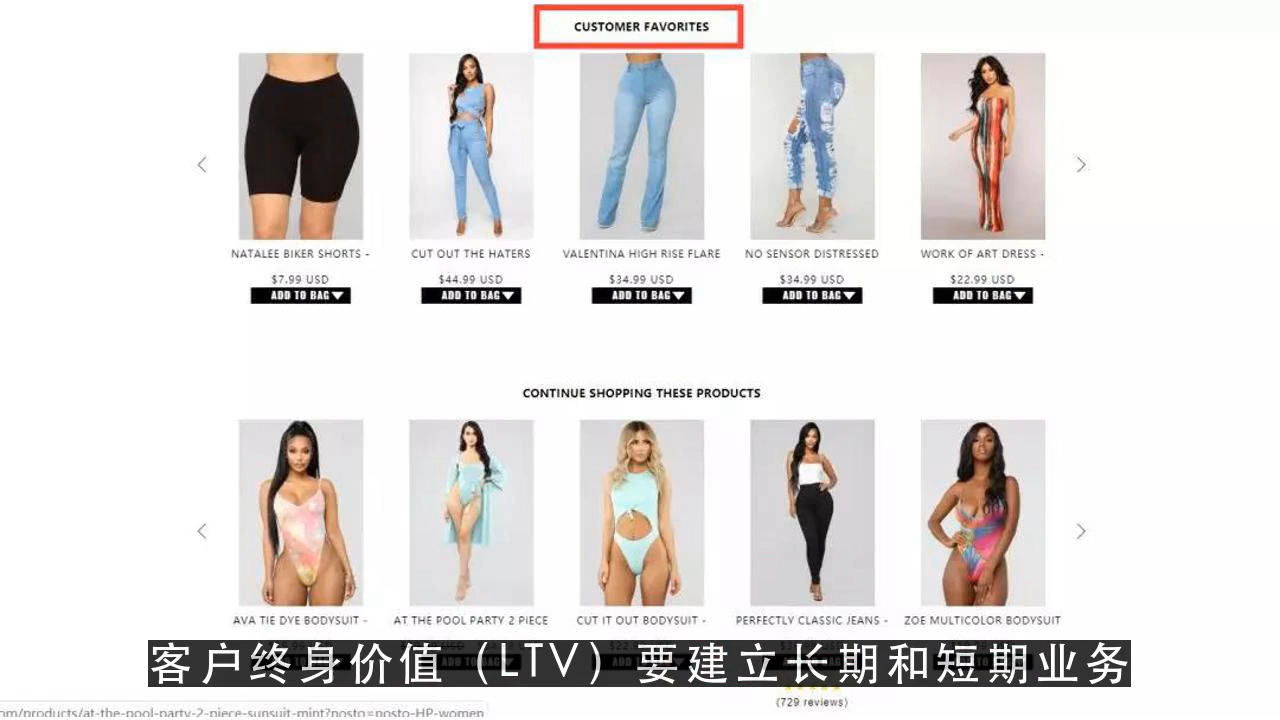 CUSTOMER FAVORITES
NATALEE BIKER SHORTS - CUT OUT THE HATERS VALENTINA HIGH RISE FLARE NO SENSOR DISTRESSED WORK OF ART DRESS -
$7.99 USD $44.99 USD $34.99 USD $34.99 USD $22.99 USD
ADD TO BAG ADD TO BAG ADD TO BAG ADD TO BAG ADD TO BAG
CONTINUE SHOPPING THESE PRODUCTS
AVA TIE DYE BODYSUIT - AT THE POOL PARTY 2 PIECE CUT IT OUT BODYSUIT - PERFECTLY CLASSIC JEANS - ZOE MULTICOLOR BODYSUIT
客户终身价值（LTV）要建立长期和短期业务
(729 reviews)
om/products/at-the-pool-party-2-piece-sunsuit-mint?nosto=nosto-HP-women